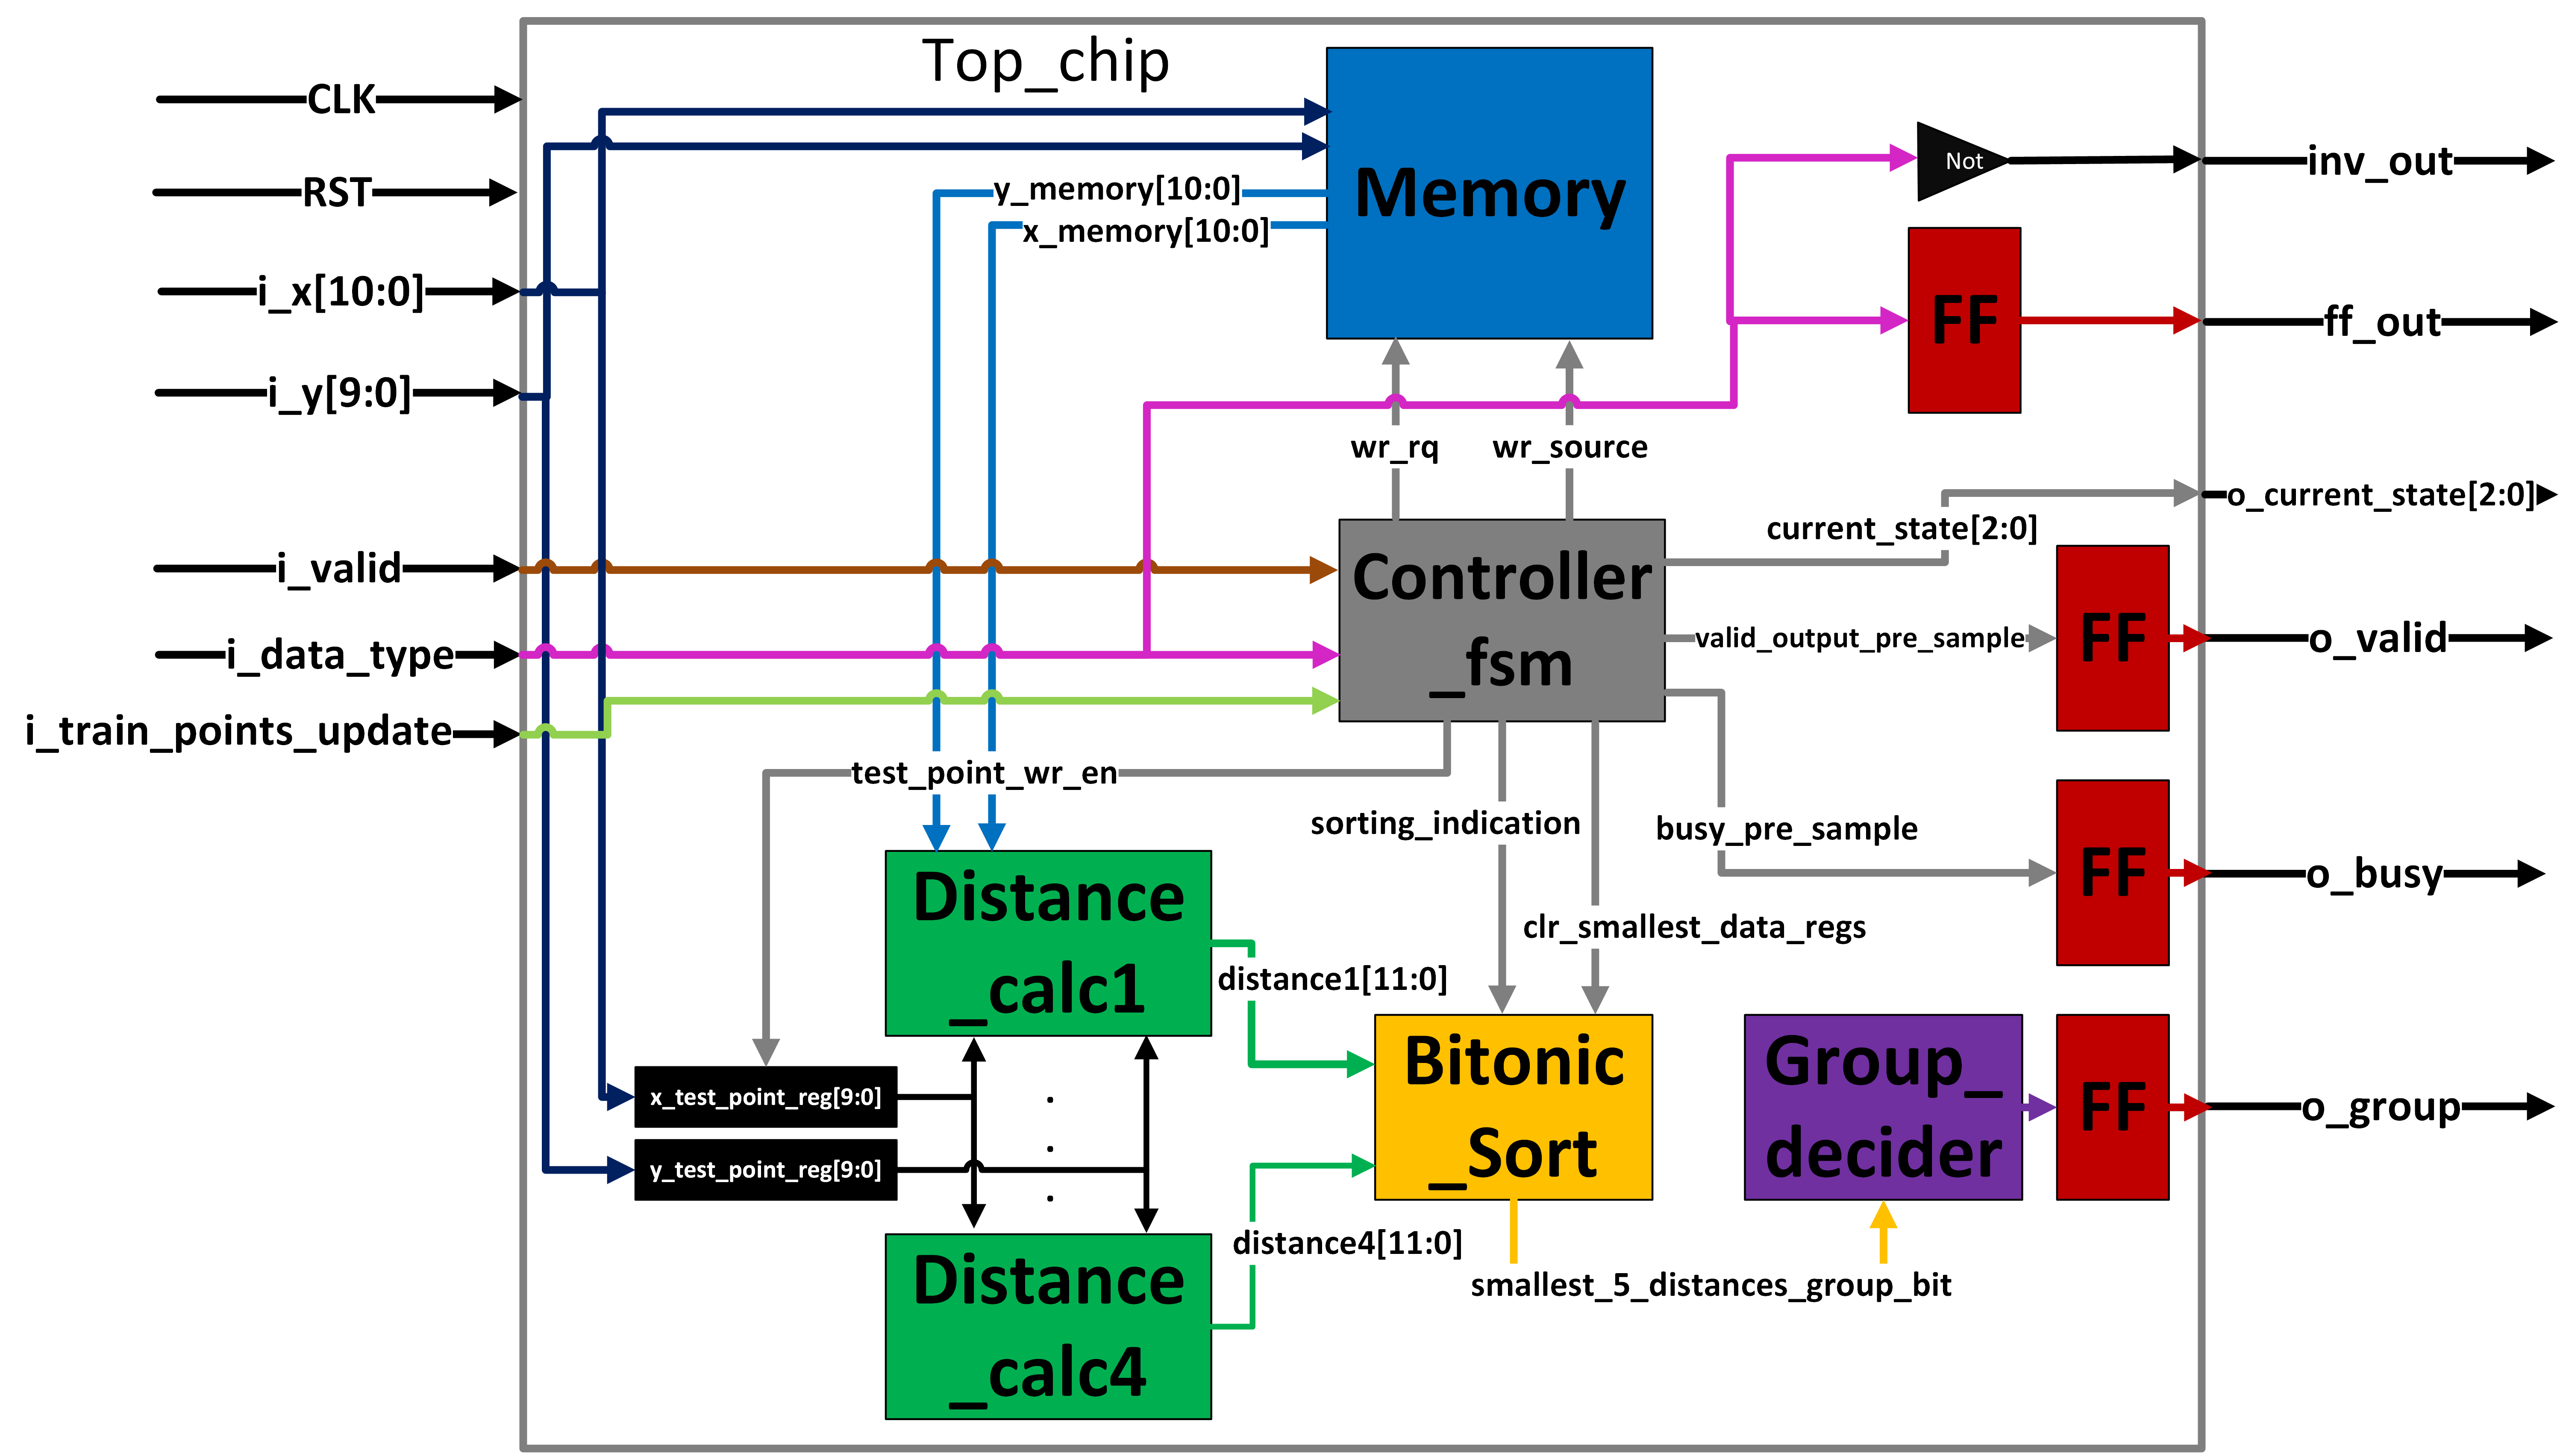 Top_chip
CLK
RST
i_x[10:0]
i_y[9:0]
i_valid
i_data_type
i_train_points_update
Memory
y_memory[10:0]
x_memory[10:0]
Not
inv_out
FF
ff_out
wr_rq
wr_source
current_state[2:0]
o_current_state[2:0]
Controller
_fsm
valid_output_pre_sample
FF
o_valid
test_point_wr_en
sorting_indication
busy_pre_sample
FF
o_busy
clr_smallest_data_regs
Distance
_calc1
distance1[11:0]
x_test_point_reg[9:0]
y_test_point_reg[9:0]
.
.
.
Bitonic
_Sort
Group_
decider
FF
o_group
Distance
_calc4
distance4[11:0]
smallest_5_distances_group_bit